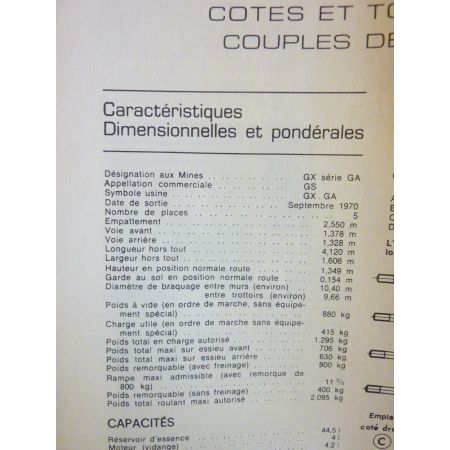 COTES ET TO
COUPLES DE
Caractéristiques
Dimensionnelles et pondérales
Désignation aux Mines . . . . . . . . . . . . GX série GA
Appellation commerciale . . . . . . . . . . . GS
Symbole usine . . . . . . . . . . . . GX . GA
Date de sortie . . . . . . . . . . . . Septembre 1970
Nombre de places . . . . . . . . . . . . 5
Empattement . . . . . . . . . . . . 2,550 m
Voie avant . . . . . . . . . . . . 1,378 m
Voie arrière . . . . . . . . . . . . 1,328 m
Longueur hors tout . . . . . . . . . . . . 4,120 m
Largeur hors tout . . . . . . . . . . . . 1,608 m
Hauteur en position normale route . . . . . 1,349 m
Garde au sol en position normale route . . 0,154 m
Diamètre de braquage entre murs (environ) . 10,40 m
entre trottoirs (environ) 9,66 m
Poids à vide (en ordre de marche, sans équipe-
ment spécial) . . . . . . . . . . . . 880 kg
Charge utile (en ordre de marche, sans équipe-
ment spécial) . . . . . . . . . . . . 415 kg
Poids total en charge autorisé . . . . . . . 1.295 kg
Poids total maxi sur essieu avant . . . . . 705 kg
Poids total maxi sur essieu arrière . . . . . 630 kg
Poids remorquable (avec freinage) . . . . . 800 kg
Rampe maxi admissible (avec remorque de
800 kg) . . . . . . . . . . . . 11 %
Poids remorquable (sans freinage) . . . . . 400 kg
Poids total roulant maxi autorisé . . . . . 2.095 kg
CAPACITÉS
Réservoir d'essence . . . . . . . . . . . . 44,5 l
Moteur (vidange) . . . . . . . . . . . . 4 l
4,2 l
Empla
coté dro
C